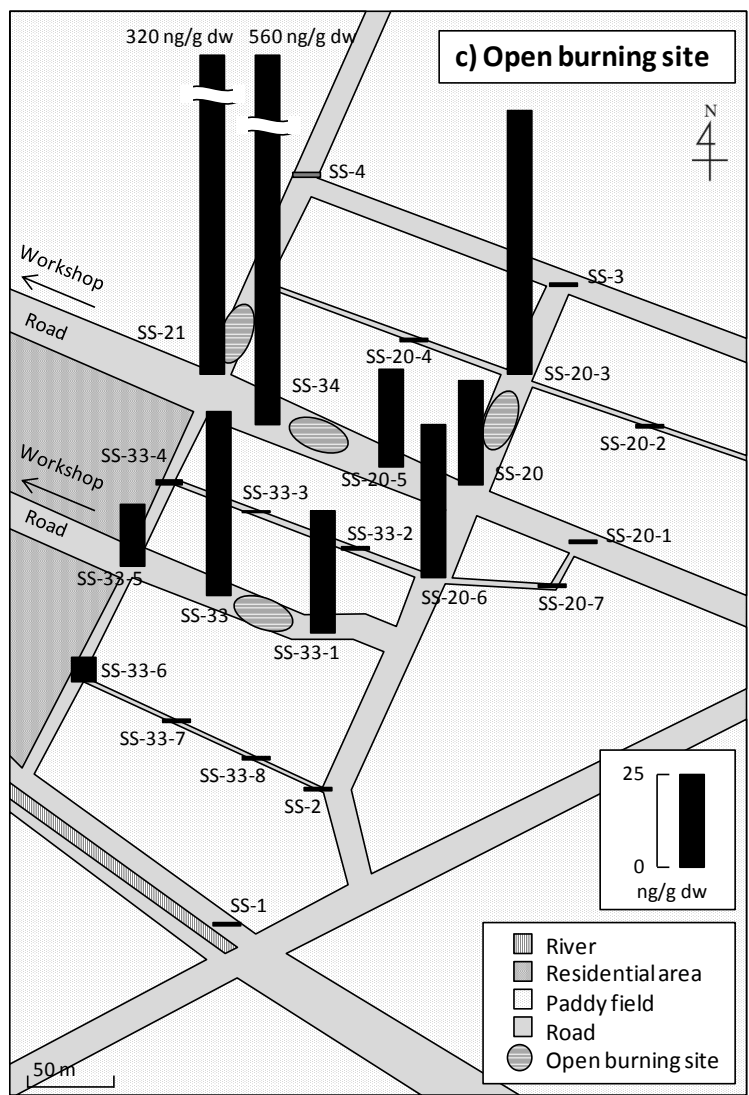 320 ng/g dw
560 ng/g dw
c) Open burning site
N
SS-4
Workshop
SS-3
Road
SS-21
SS-20-4
SS-34
SS-20-3
SS-20-2
Workshop
SS-33-4
SS-33-3
SS-20-5
SS-20
Road
SS-33-2
SS-20-1
SS-33-5
SS-33
SS-20-6
SS-20-7
SS-33-1
SS-33-6
SS-33-7
SS-33-8
SS-2
25
0
ng/g dw
SS-1
River
Residential area
Paddy field
Road
Open burning site
50 m